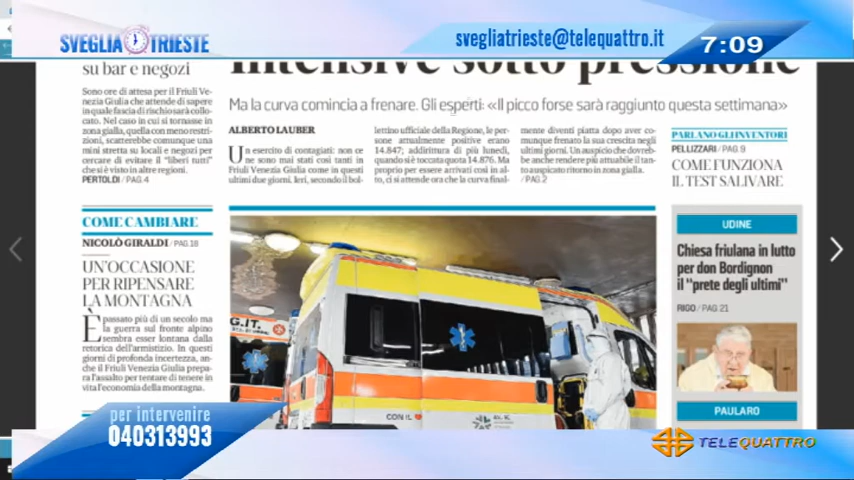 SVEGLIA TRIESTE
svegliatrieste@telequattro.it
7:09
su bar e negozi
Sono ore di attesa per il Friuli Ve-
nezia Giulia che attende di sapere
in quale fascia di rischio sarà collo-
cato. Nel caso in cui si tornasse in
zona gialla, quella con meno restri-
zioni, scatterebbe comunque una
mini stretta su locali e negozi per
cercare di evitare il "liberi tutti"
che si è visto in altre regioni.
PERTOLDI / PAG. 4
COME CAMBIARE
NICOLÒ GIRALDI / PAG. 18
UN'OCCASIONE
PER RIPENSARE
LA MONTAGNA
È passato più di un secolo ma
la guerra sul fronte alpino
sembra esser lontana dalla
retorica dell'armistizio. In questi
giorni di profonda incertezza, an-
che il Friuli Venezia Giulia prepa-
ra l'assalto per tentare di tenere in
vita l'economia della montagna.
Intensive sotto pressione
Ma la curva comincia a frenare. Gli esperti: «Il picco forse sarà raggiunto questa settimana»
ALBERTO LAUBER
Un esercito di contagiati: non ce
ne sono mai stati così tanti in
Friuli Venezia Giulia come in questi
ultimi due giorni. Ieri, secondo il bol-
lettino ufficiale della Regione, le per-
sone attualmente positive erano
14.847; addirittura di più lunedì,
quando si è toccata quota 14.876. Ma
proprio per essere arrivati così in al-
to, ci si attende ora che la curva final-
mente diventi piatta dopo aver co-
munque frenato la sua crescita negli
ultimi giorni. Un auspicio che dovreb-
be anche rendere più attuabile il tan-
to auspicato ritorno in zona gialla.
/ PAG. 2
PARLANO GLI INVENTORI
PELLIZZARI / PAG. 9
COME FUNZIONA
IL TEST SALIVARE
UDINE
Chiesa friulana in lutto
per don Bordignon
il "prete degli ultimi"
RIGO / PAG. 21
PAULARO
G.IT.
CON IL
per intervenire
040313993
TELEQUATTRO